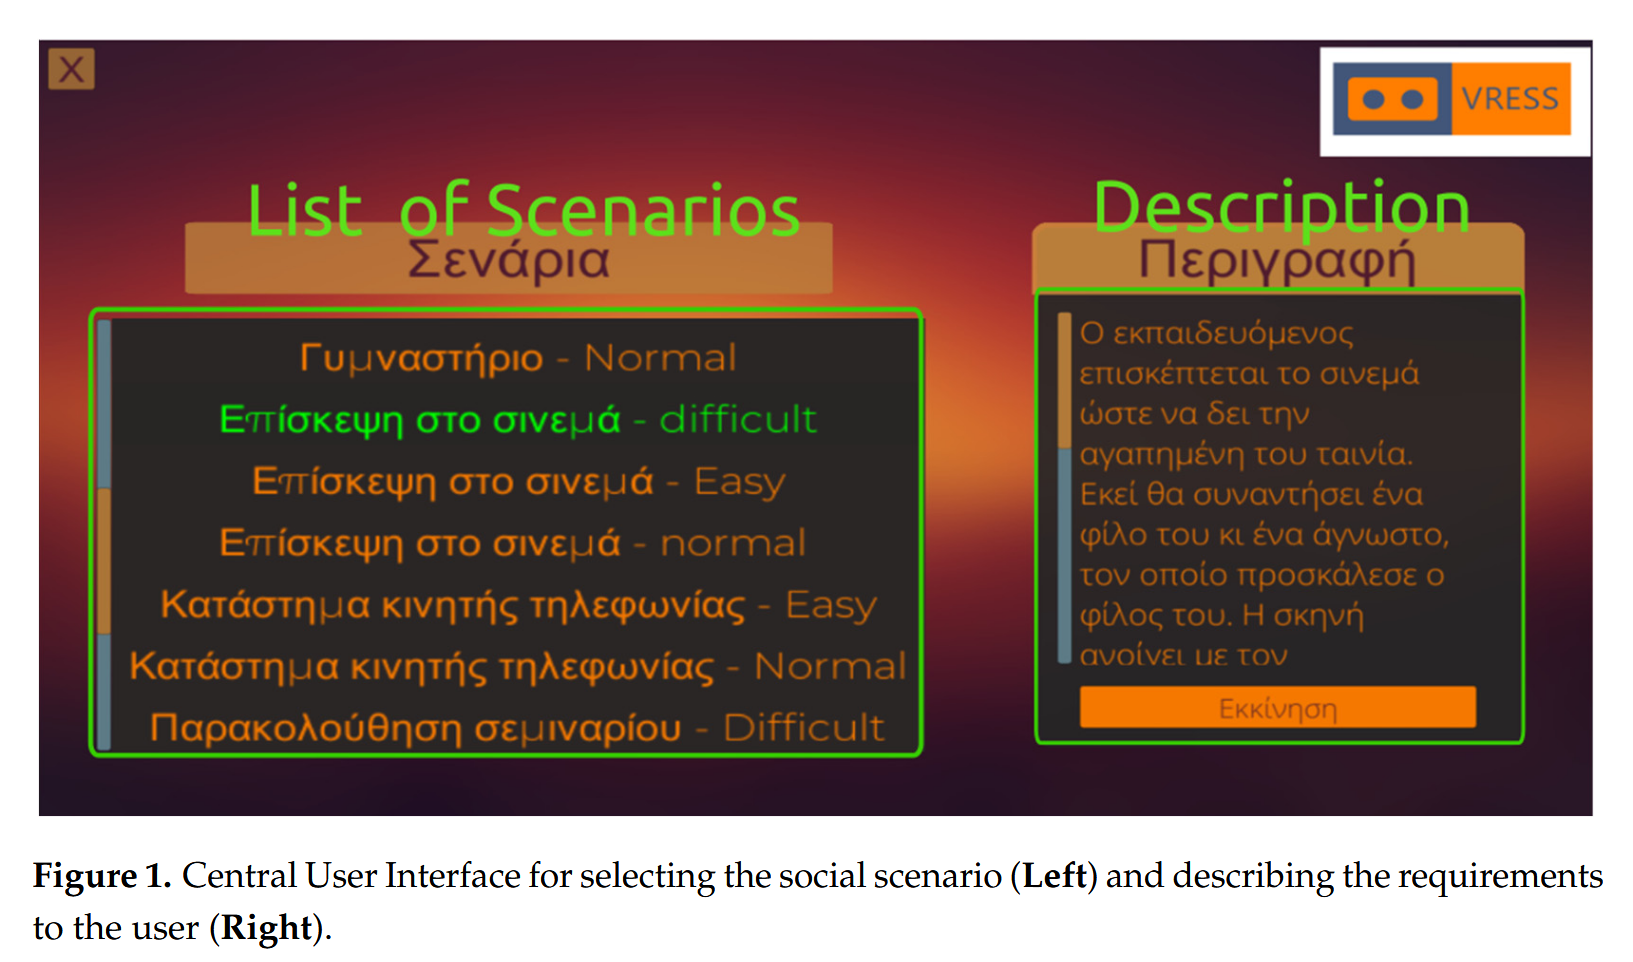 X
VRESS
List of Scenarios
Σενάρια
Γυμναστήριο - Normal
Επίσκεψη στο σινεμά - difficult
Επίσκεψη στο σινεμά - Easy
Επίσκεψη στο σινεμά - normal
Κατάστημα κινητής τηλεφωνίας - Easy
Κατάστημα κινητής τηλεφωνίας - Normal
Παρακολούθηση σεμιναρίου - Difficult
Description
Περιγραφή
Ο εκπαιδευόμενος
επισκέπτεται το σινεμά
ώστε να δει την
αγαπημένη του ταινία.
Εκεί θα συναντήσει ένα
φίλο του κι ένα άγνωστο,
τον οποίο προσκάλεσε ο
φίλος του. Η σκηνή
ανοίγει με τον
Εκκίνηση
Figure 1. Central User Interface for selecting the social scenario (Left) and describing the requirements
to the user (Right).